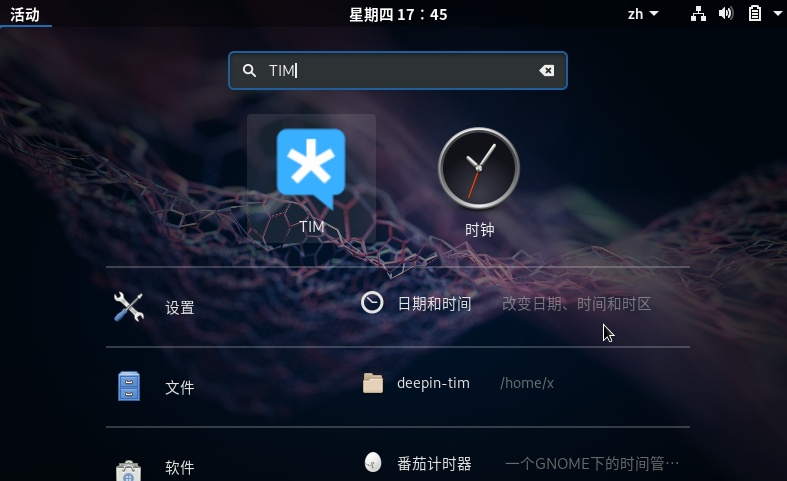 活动
星期四 17：45
zh
TIM
TIM
时钟
设置
日期和时间 改变日期、时间和时区
文件
deepin-tim /home/x
软件
番茄计时器 一个GNOME下的时间管…